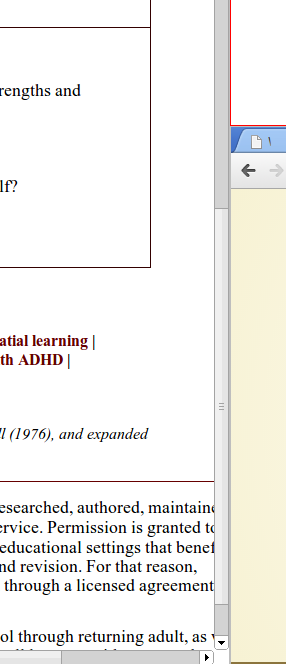 rengths and
lf?
atial learning |
th ADHD |
ll (1976), and expanded
esearched, authored, maintaine
ervice. Permission is granted to
educational settings that benef
nd revision. For that reason,
through a licensed agreement
ol through returning adult, as